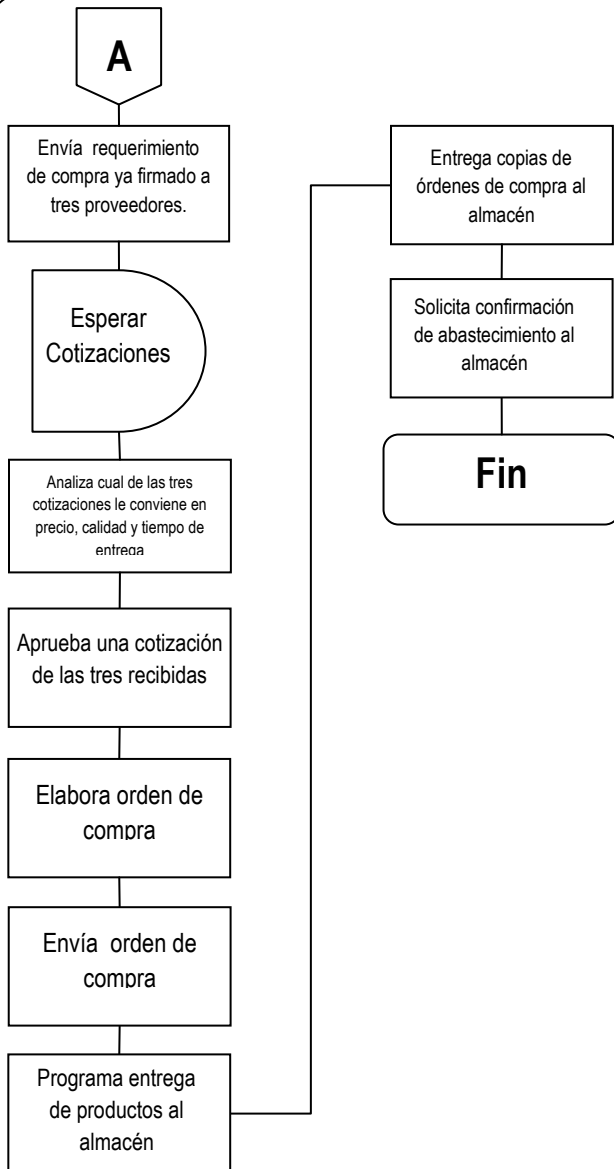 A
Envía requerimiento
de compra ya firmado a
tres proveedores.
Esperar
Cotizaciones
Analiza cual de las tres
cotizaciones le conviene en
precio, calidad y tiempo de
entrega
Aprueba una cotización
de las tres recibidas
Elabora orden de
compra
Envía orden de
compra
Programa entrega
de productos al
almacén
Entrega copias de
órdenes de compra al
almacén
Solicita confirmación
de abastecimiento al
almacén
Fin